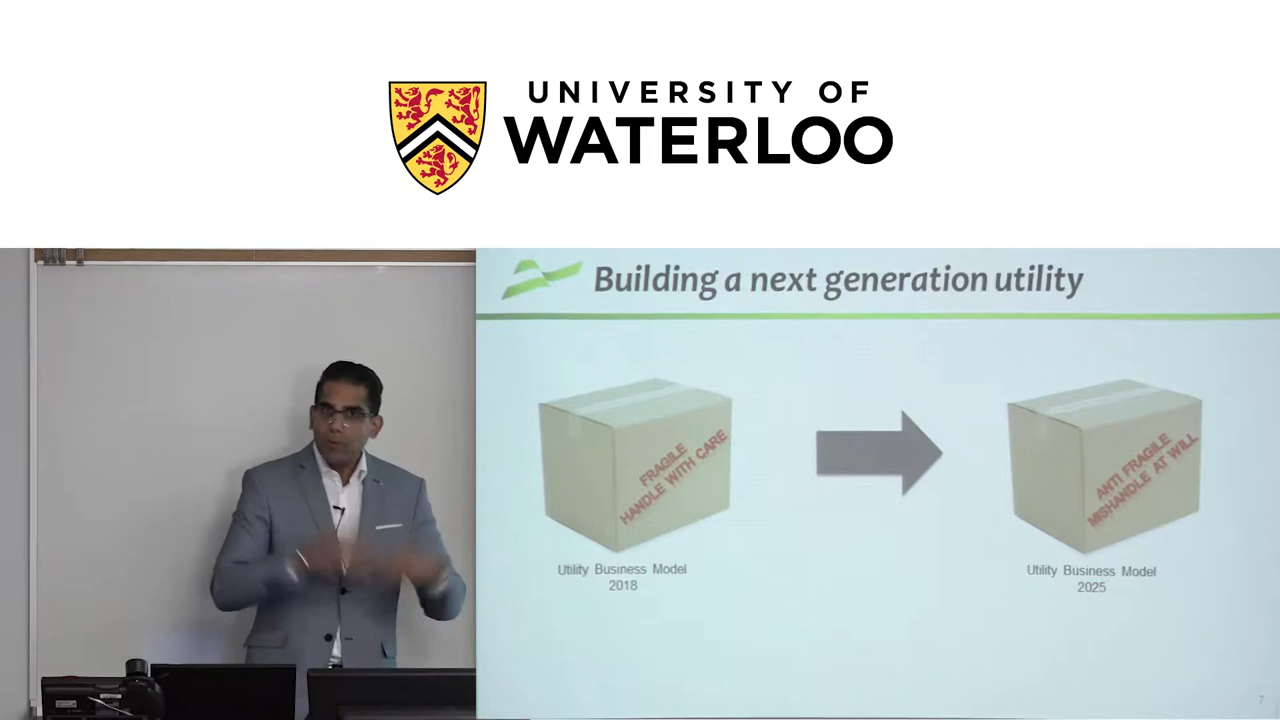 UNIVERSITY OF
WATERLOO
Building a next generation utility
FRAGILE
HANDLE WITH CARE
ANTI FRAGILE
MISHANDLE AT WILL
Utility Business Model
2018
Utility Business Model
2025
7